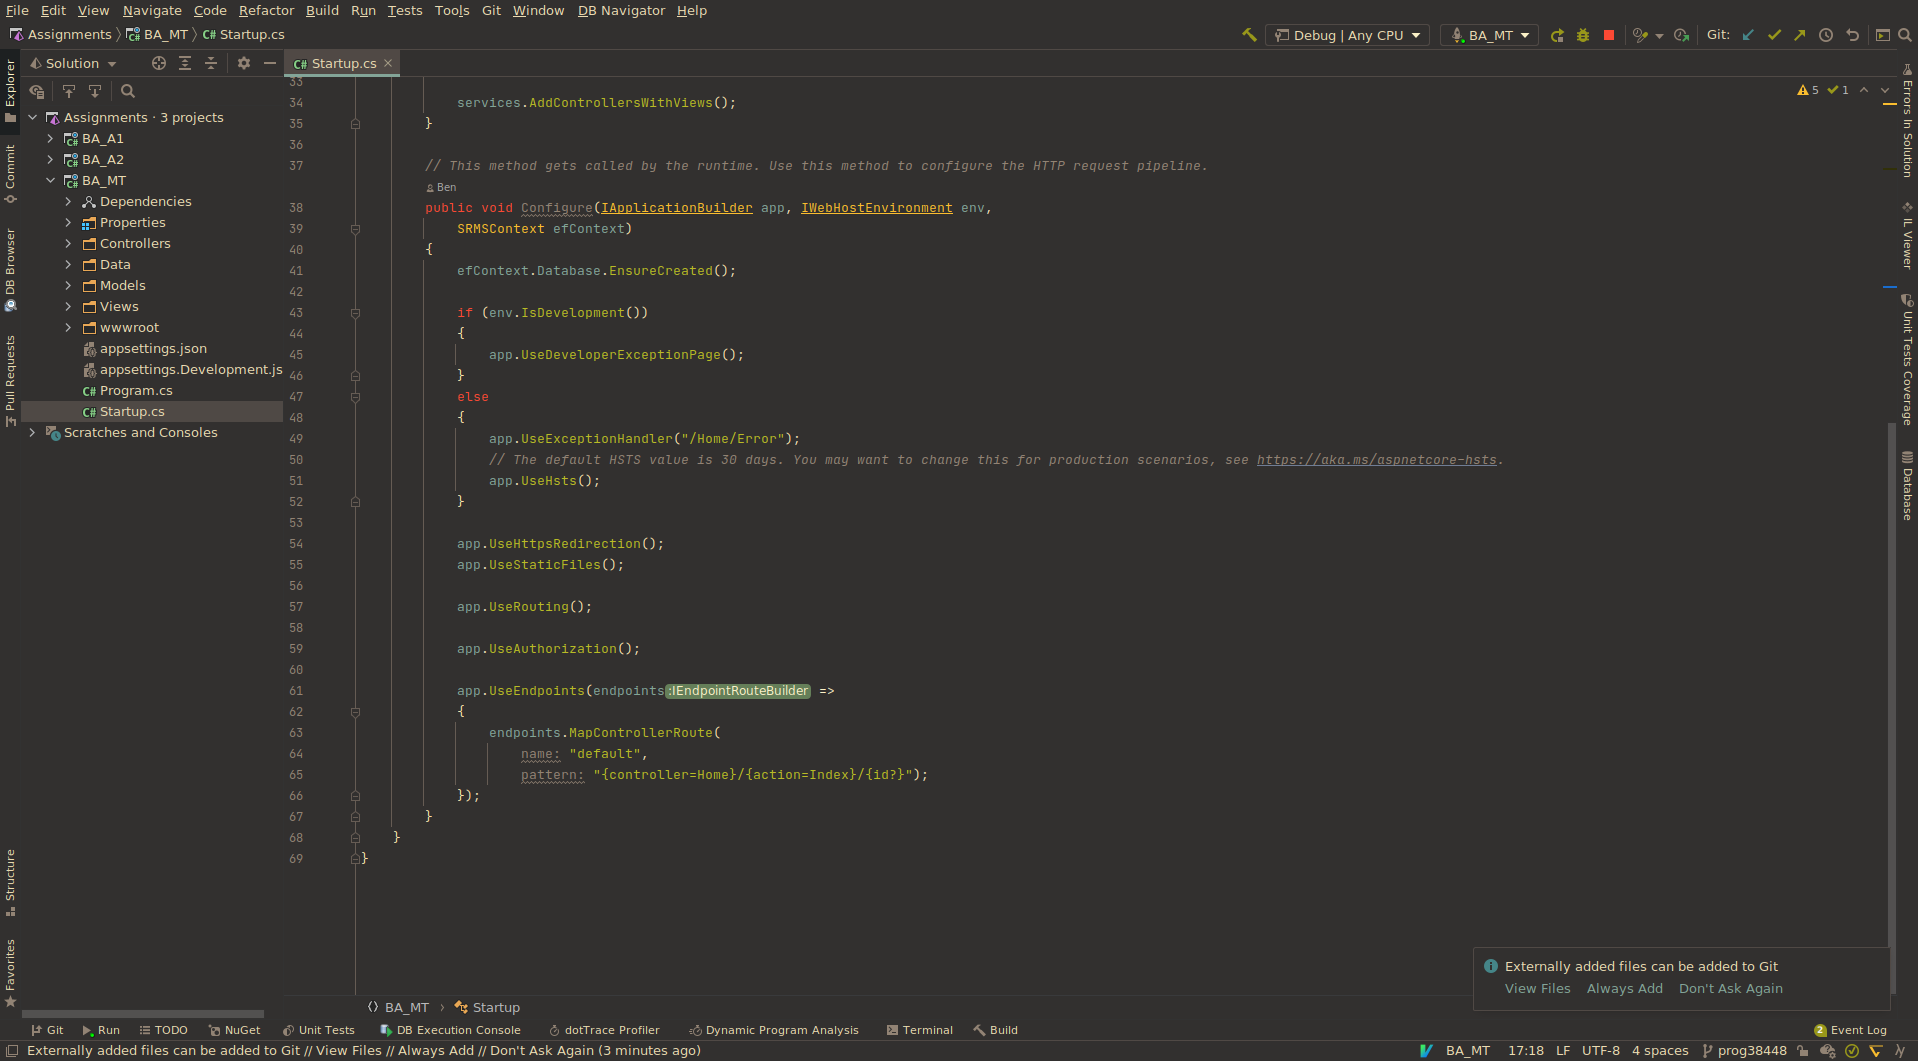 File Edit View Navigate Code Refactor Build Run Tests Tools Git Window DB Navigator Help
Assignments BA_MT C# Startup.cs
Debug | Any CPU BA_MT Git:
Explorer
Commit
DB Browser
Pull Requests
Structure
Favorites
Solution
Assignments · 3 projects
BA_A1
BA_A2
BA_MT
Dependencies
Properties
Controllers
Data
Models
Views
wwwroot
appsettings.json
appsettings.Development.js
C# Program.cs
C# Startup.cs
Scratches and Consoles
C# Startup.cs
5 1
33
34 services.AddControllersWithViews();
35 }
36
37 // This method gets called by the runtime. Use this method to configure the HTTP request pipeline.
Ben
38 public void Configure(IApplicationBuilder app, IWebHostEnvironment env,
39 SRMSContext efContext)
40 {
41 efContext.Database.EnsureCreated();
42
43 if (env.IsDevelopment())
44 {
45 app.UseDeveloperExceptionPage();
46 }
47 else
48 {
49 app.UseExceptionHandler("/Home/Error");
50 // The default HSTS value is 30 days. You may want to change this for production scenarios, see https://aka.ms/aspnetcore-hsts.
51 app.UseHsts();
52 }
53
54 app.UseHttpsRedirection();
55 app.UseStaticFiles();
56
57 app.UseRouting();
58
59 app.UseAuthorization();
60
61 app.UseEndpoints(endpoints:IEndpointRouteBuilder =>
62 {
63 endpoints.MapControllerRoute(
64 name: "default",
65 pattern: "{controller=Home}/{action=Index}/{id?}");
66 });
67 }
68 }
69 }
Errors In Solution
IL Viewer
Unit Tests Coverage
Database
Externally added files can be added to Git
View Files Always Add Don't Ask Again
BA_MT Startup
Git Run TODO NuGet Unit Tests DB Execution Console dotTrace Profiler Dynamic Program Analysis Terminal Build 2 Event Log
Externally added files can be added to Git // View Files // Always Add // Don't Ask Again (3 minutes ago) BA_MT 17:18 LF UTF-8 4 spaces prog38448